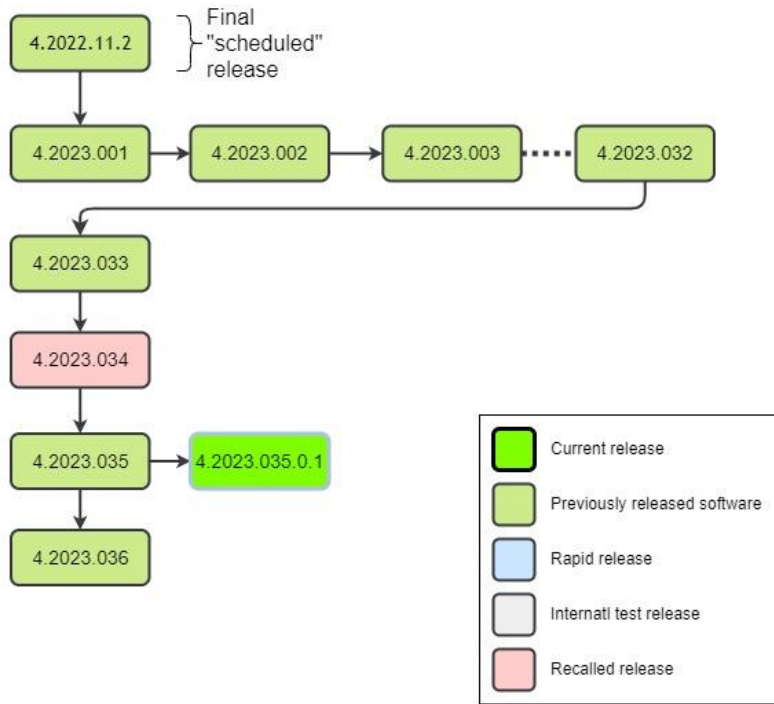 4.2022.11.2
Final
"scheduled"
release
4.2023.001
4.2023.002
4.2023.003
4.2023.032
4.2023.033
4.2023.034
4.2023.035
4.2023.035.0.1
4.2023.036
Current release
Previously released software
Rapid release
Internatl test release
Recalled release